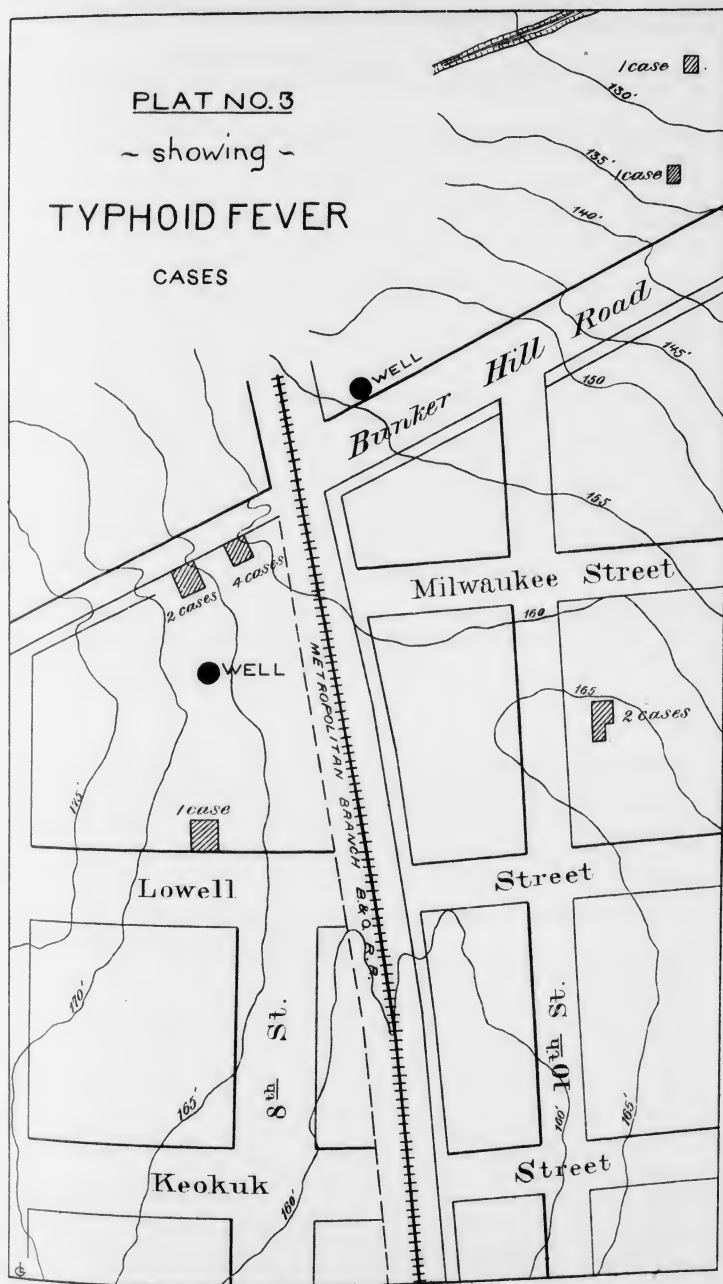 PLAT NO. 3
~ showing ~
TYPHOID FEVER
CASES
1 case
130'
135'
1 case
140'
Bunker Hill Road
145'
150
WELL
155
4 cases
2 cases
Milwaukee Street
160
WELL
METROPOLITAN BRANCH B. & O. R. R.
165
2 cases
175'
1 case
Lowell Street
170'
165'
8th St.
10th St.
160'
165'
160'
Keokuk Street